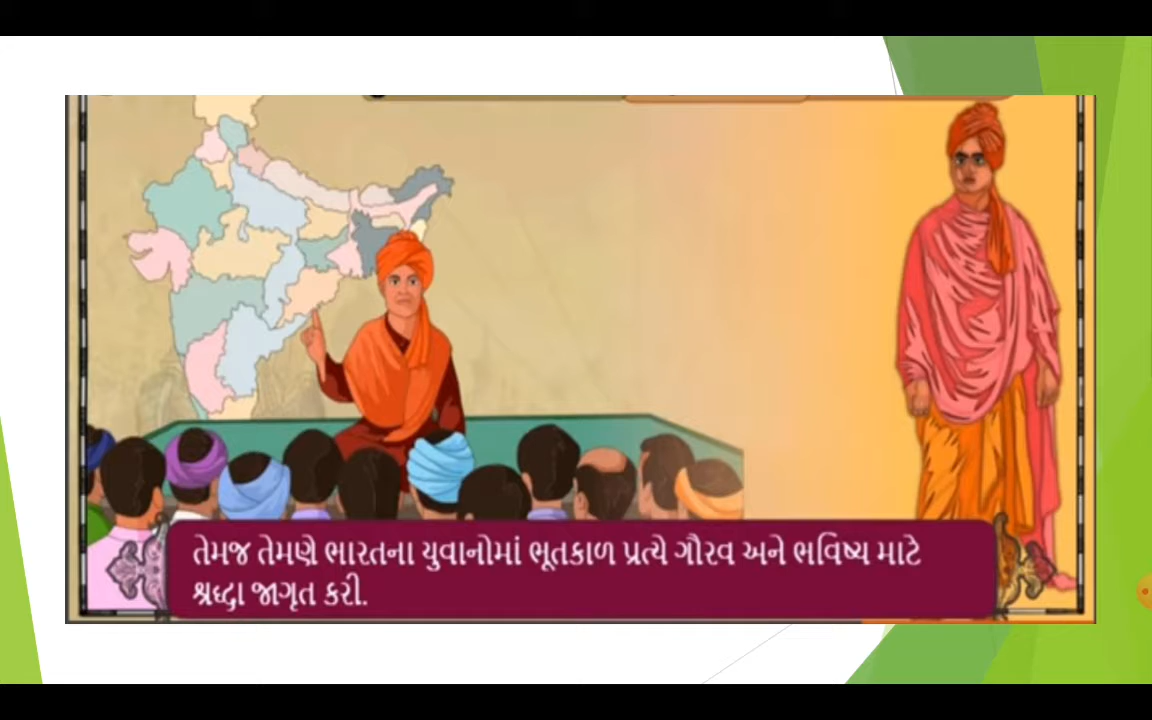 તેમજ તેમણે ભારતના યુવાનોમાં ભૂતકાળ પ્રત્યે ગૌરવ અને ભવિષ્ય માટે
શ્રદ્ધા જાગૃત કરી.